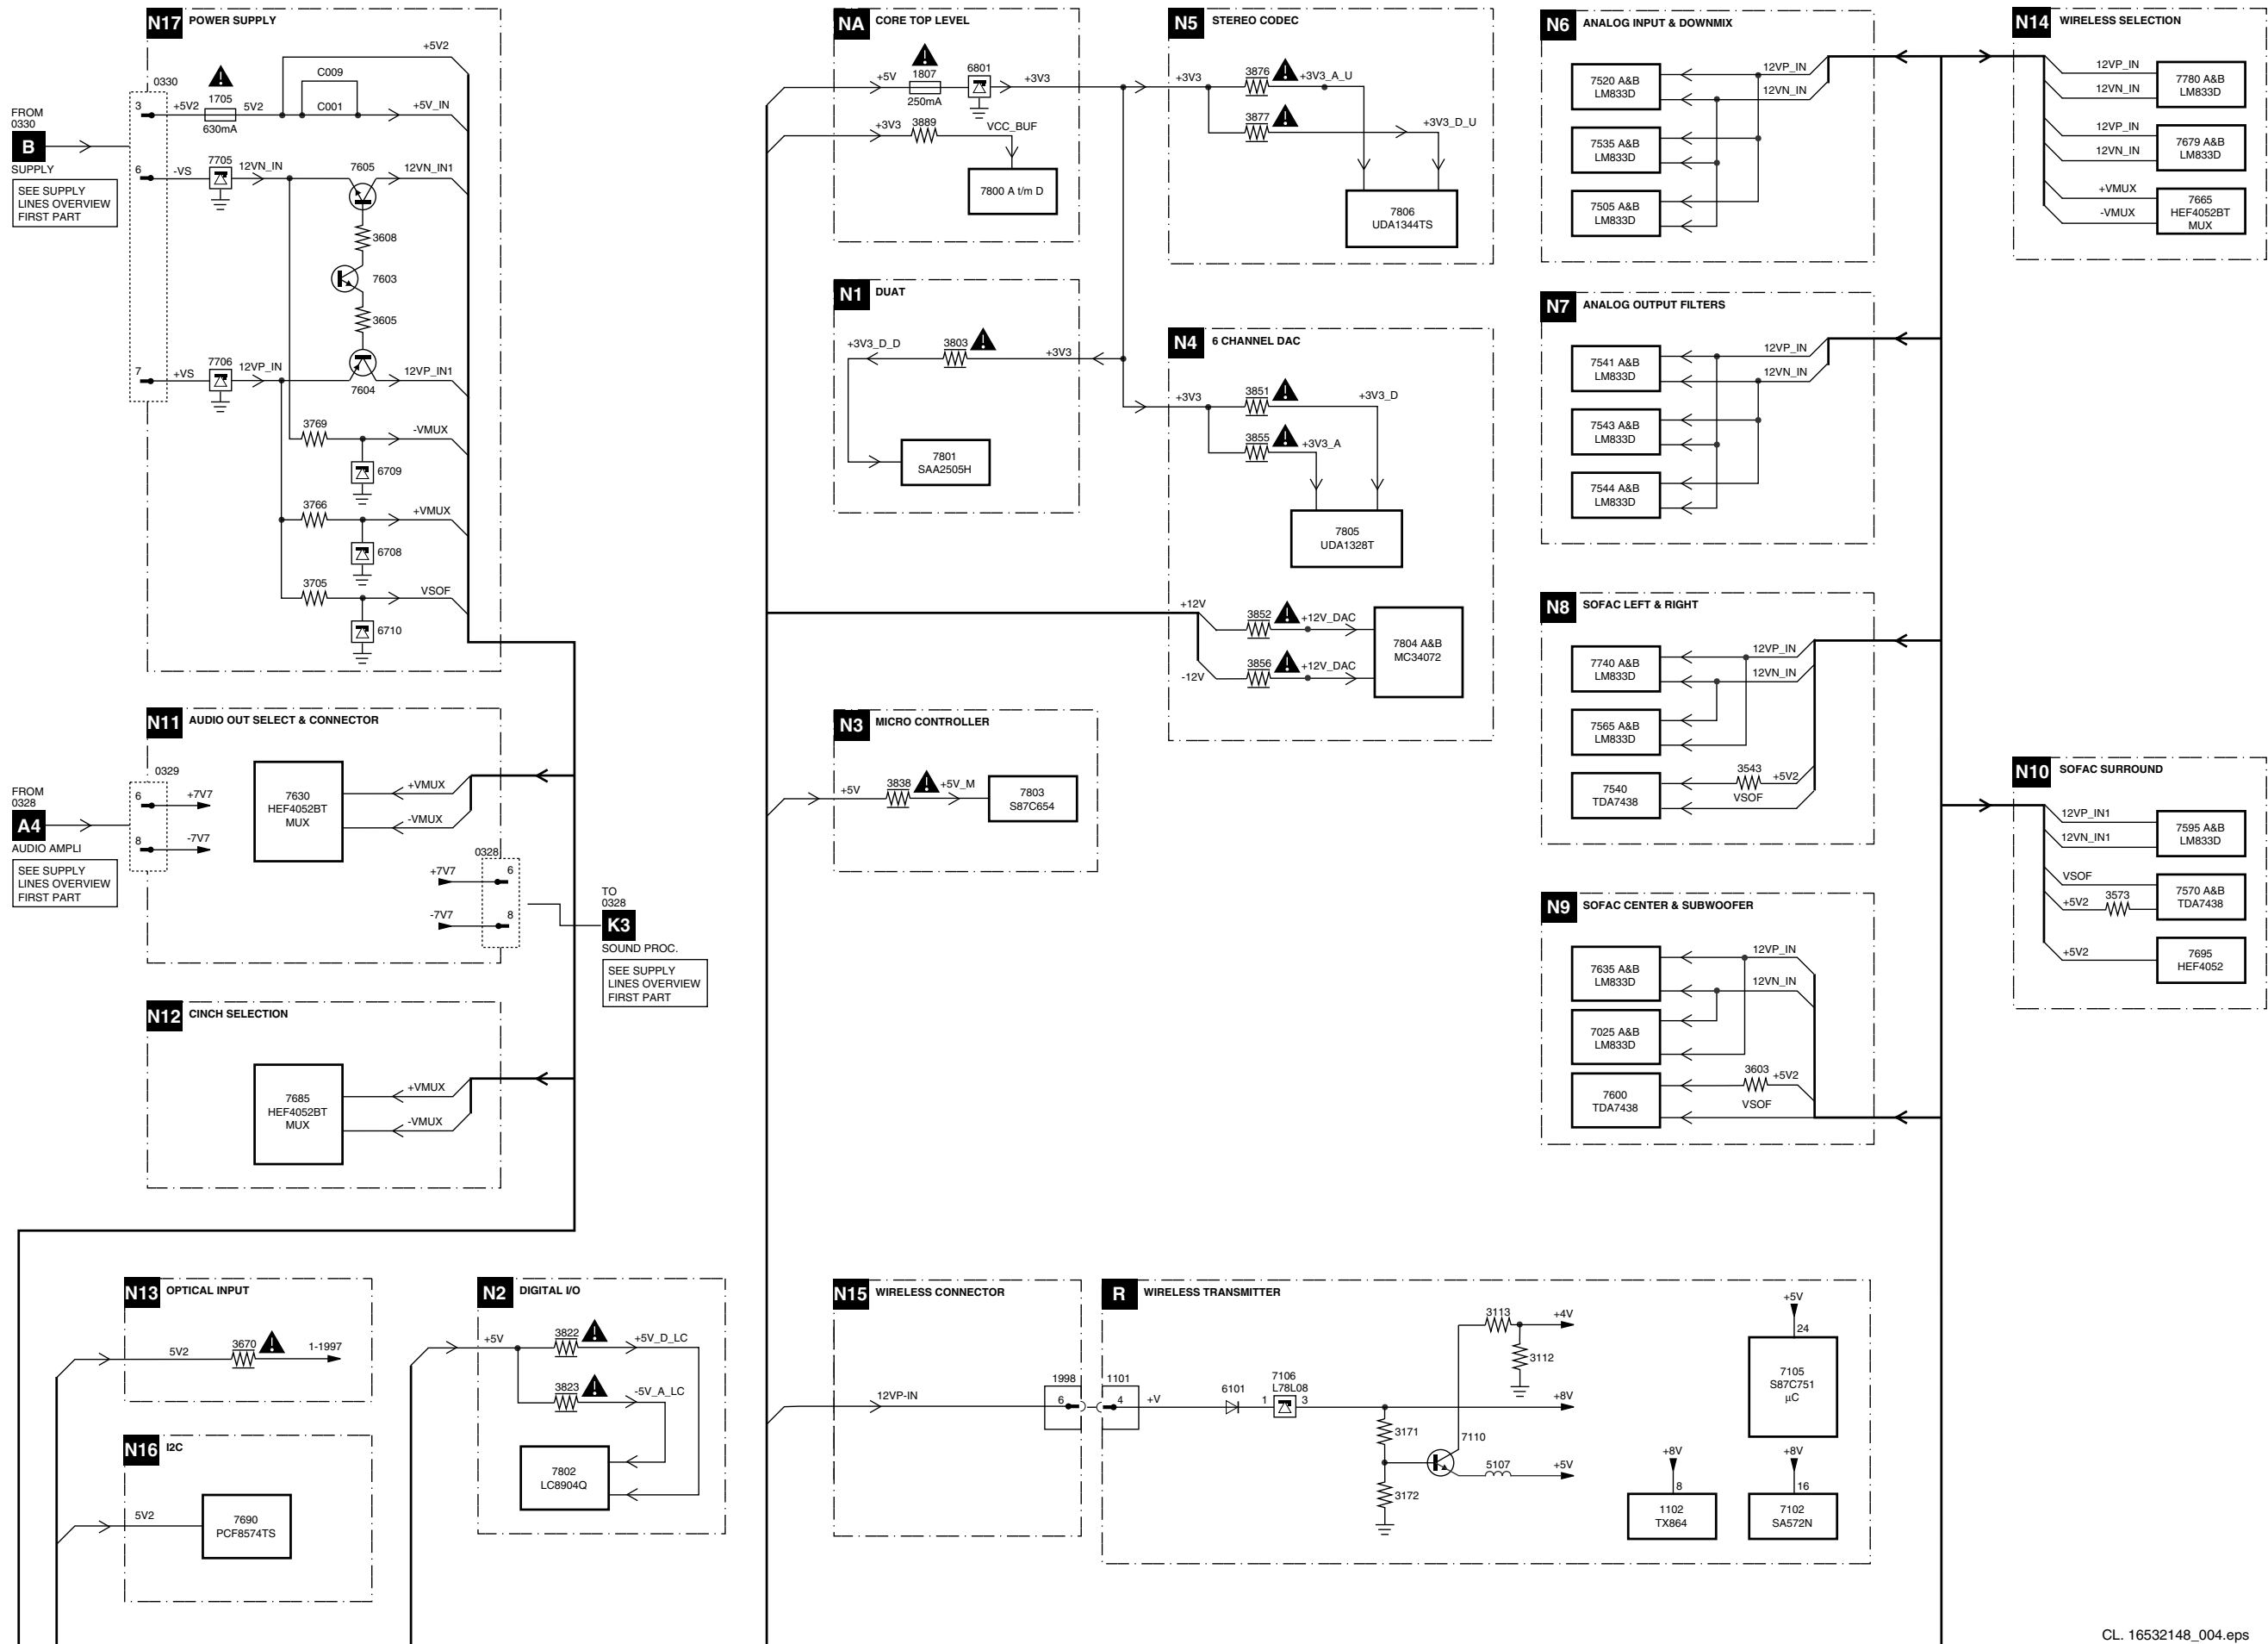 N17 POWER SUPPLY
0330
3
+5V2
1705
630mA
5V2
C009
C001
+5V2
+5V_IN
FROM
0330
B
SUPPLY
SEE SUPPLY
LINES OVERVIEW
FIRST PART
6
-VS
7705
12VN_IN
7605
12VN_IN1
3608
7603
3605
7
+VS
7706
12VP_IN
7604
12VP_IN1
3769
-VMUX
6709
3766
+VMUX
6708
3705
VSOF
6710
N11 AUDIO OUT SELECT & CONNECTOR
0329
FROM
0328
A4
AUDIO AMPLI
SEE SUPPLY
LINES OVERVIEW
FIRST PART
6
+7V7
8
-7V7
7630
HEF4052BT
MUX
+VMUX
-VMUX
0328
+7V7
6
-7V7
8
TO
0328
K3
SOUND PROC.
SEE SUPPLY
LINES OVERVIEW
FIRST PART
N12 CINCH SELECTION
7685
HEF4052BT
MUX
+VMUX
-VMUX
N13 OPTICAL INPUT
5V2
3670
1-1997
N16 I2C
5V2
7690
PCF8574TS
N2 DIGITAL I/O
+5V
3822
+5V_D_LC
3823
-5V_A_LC
7802
LC8904Q
NA CORE TOP LEVEL
+5V
1807
250mA
6801
+3V3
+3V3
3889
VCC_BUF
7800 A t/m D
N1 DUAT
+3V3_D_D
3803
+3V3
7801
SAA2505H
N5 STEREO CODEC
+3V3
3876
+3V3_A_U
3877
+3V3_D_U
7806
UDA1344TS
N4 6 CHANNEL DAC
+3V3
3851
+3V3_D
3855
+3V3_A
7805
UDA1328T
+12V
3852
+12V_DAC
3856
+12V_DAC
-12V
7804 A&B
MC34072
N3 MICRO CONTROLLER
+5V
3838
+5V_M
7803
S87C654
N15 WIRELESS CONNECTOR
12VP-IN
1998
6
R WIRELESS TRANSMITTER
1101
4
+V
6101
7106
L78L08
1
3
3113
+4V
3112
+8V
3171
7110
3172
5107
+5V
+5V
24
7105
S87C751
µC
+8V
8
1102
TX864
+8V
16
7102
SA572N
N6 ANALOG INPUT & DOWNMIX
7520 A&B
LM833D
12VP_IN
12VN_IN
7535 A&B
LM833D
7505 A&B
LM833D
N7 ANALOG OUTPUT FILTERS
7541 A&B
LM833D
12VP_IN
12VN_IN
7543 A&B
LM833D
7544 A&B
LM833D
N8 SOFAC LEFT & RIGHT
7740 A&B
LM833D
12VP_IN
12VN_IN
7565 A&B
LM833D
7540
TDA7438
3543
+5V2
VSOF
N9 SOFAC CENTER & SUBWOOFER
7635 A&B
LM833D
12VP_IN
12VN_IN
7025 A&B
LM833D
7600
TDA7438
3603
+5V2
VSOF
N14 WIRELESS SELECTION
12VP_IN
12VN_IN
7780 A&B
LM833D
12VP_IN
12VN_IN
7679 A&B
LM833D
+VMUX
-VMUX
7665
HEF4052BT
MUX
N10 SOFAC SURROUND
12VP_IN1
12VN_IN1
7595 A&B
LM833D
VSOF
+5V2
3573
7570 A&B
TDA7438
+5V2
7695
HEF4052
CL. 16532148_004.eps